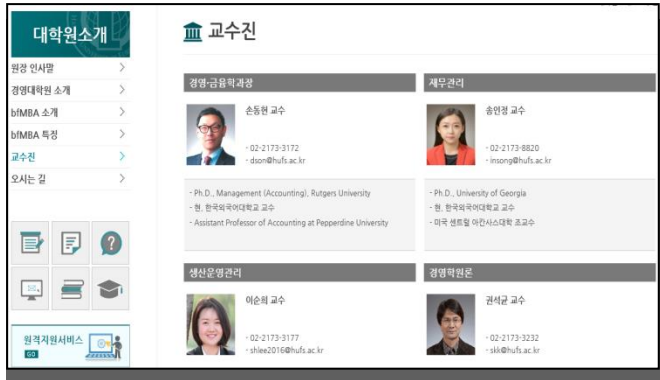 대학원소개
원장 인사말
경영대학원 소개
bfMBA 소개
bfMBA 특징
교수진
오시는 길
원격지원서비스
GO
교수진
경영·금융학과장
손동현 교수
- 02-2173-3172
- dson@hufs.ac.kr
- Ph.D., Management (Accounting), Rutgers University
- 현, 한국외국어대학교 교수
- Assistant Professor of Accounting at Pepperdine University
재무관리
송인정 교수
- 02-2173-8820
- insong@hufs.ac.kr
- Ph.D., University of Georgia
- 현, 한국외국어대학교 교수
- 미국 센트럴 아칸사스대학 조교수
생산운영관리
이순희 교수
- 02-2173-3177
- shlee2016@hufs.ac.kr
경영학원론
권석균 교수
- 02-2173-3232
- skk@hufs.ac.kr